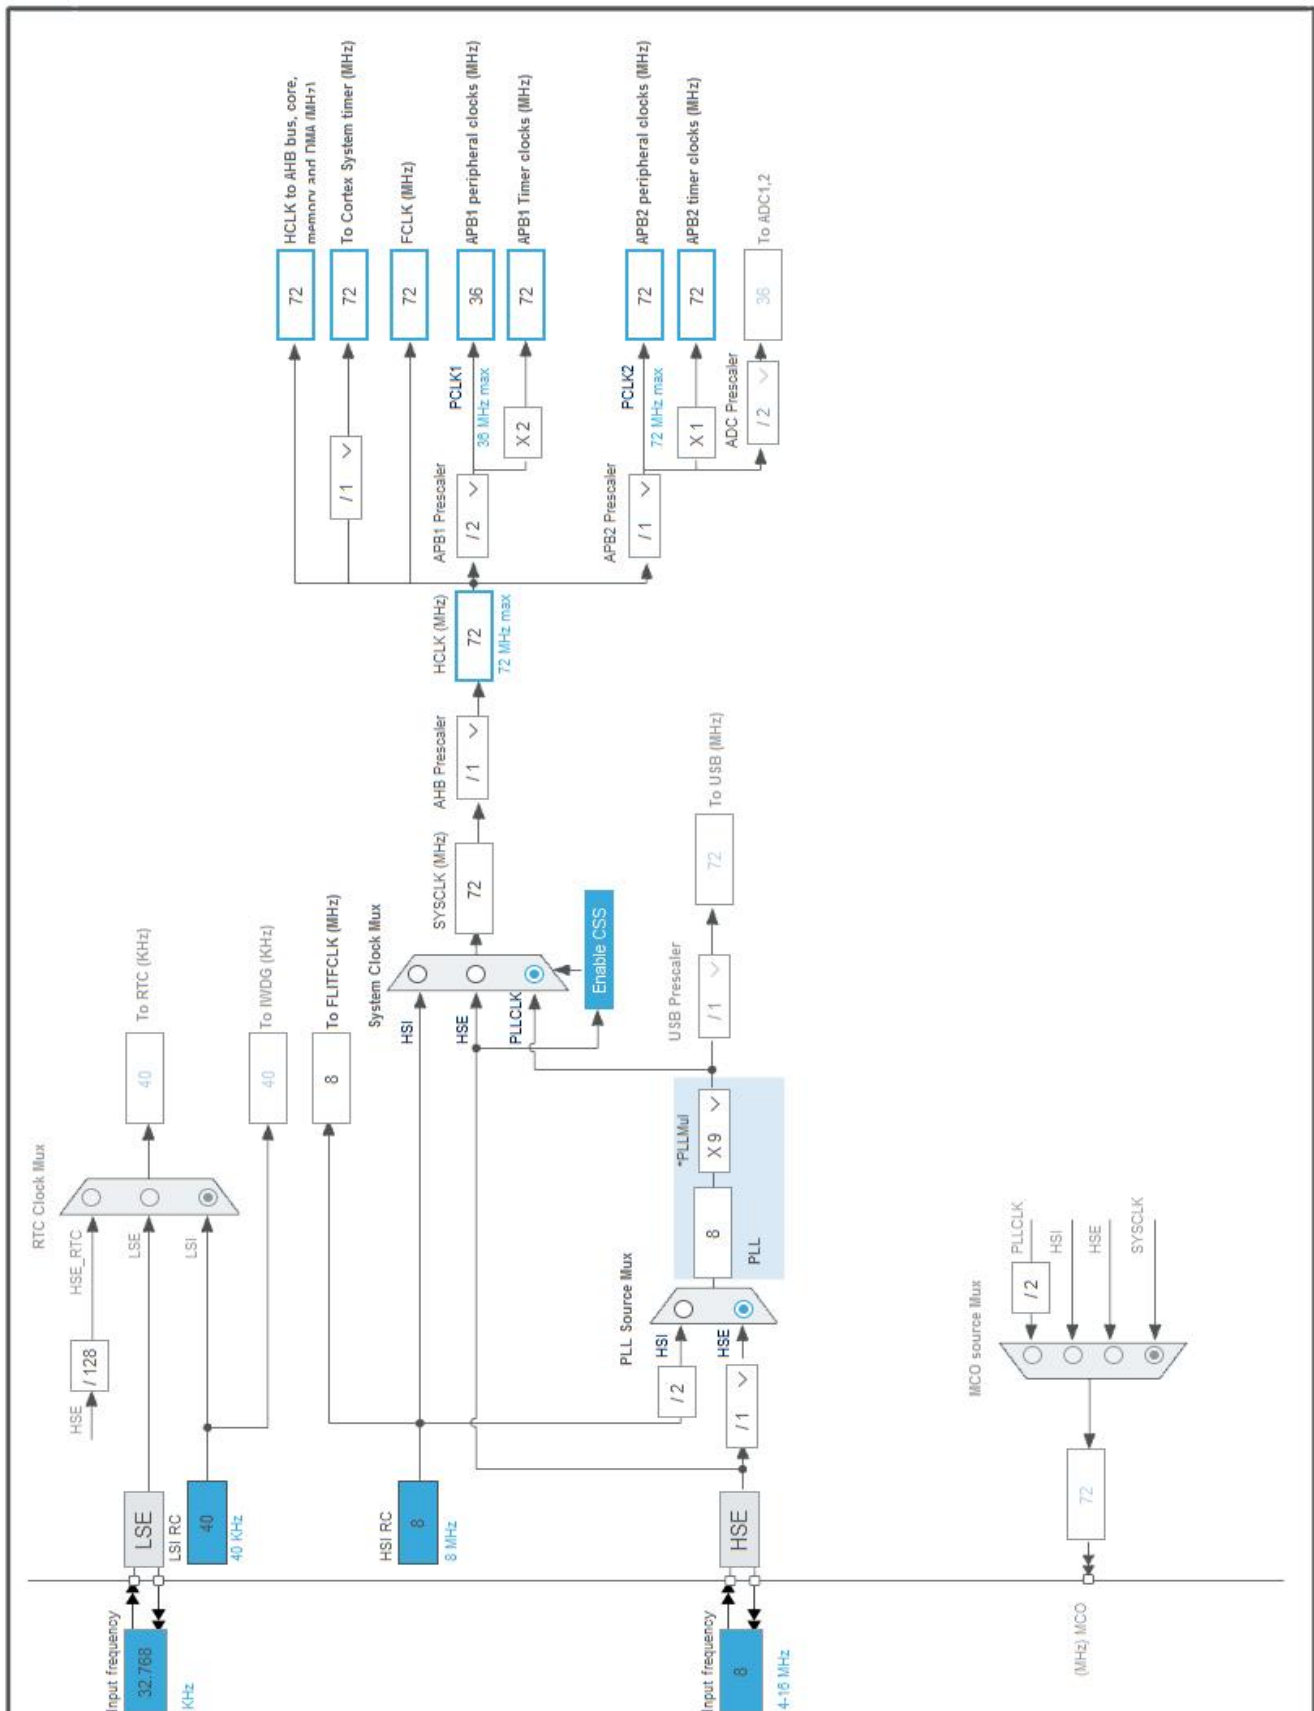 RTC Clock Mux
HSE
/ 128
HSE_RTC
LSE
LSI
40
To RTC (KHz)
Input frequency
32.768
KHz
LSE
LSI RC
40
40 KHz
40
To IWDG (KHz)
8
To FLITFCLK (MHz)
HSI RC
8
8 MHz
System Clock Mux
HSI
HSE
PLLCLK
Enable CSS
SYSCLK (MHz)
72
AHB Prescaler
/ 1
HCLK (MHz)
72
72 MHz max
72
HCLK to AHB bus, core,
memory and DMA (MHz)
/ 1
72
To Cortex System timer (MHz)
72
FCLK (MHz)
APB1 Prescaler
/ 2
PCLK1
36 MHz max
36
APB1 peripheral clocks (MHz)
X 2
72
APB1 Timer clocks (MHz)
APB2 Prescaler
/ 1
PCLK2
72 MHz max
72
APB2 peripheral clocks (MHz)
X 1
72
APB2 timer clocks (MHz)
ADC Prescaler
/ 2
36
To ADC1,2
PLL Source Mux
HSI
/ 2
HSE
/ 1
8
*PLLMul
X 9
PLL
USB Prescaler
/ 1
72
To USB (MHz)
Input frequency
8
4-16 MHz
HSE
MCO source Mux
PLLCLK
/ 2
HSI
HSE
SYSCLK
72
(MHz) MCO